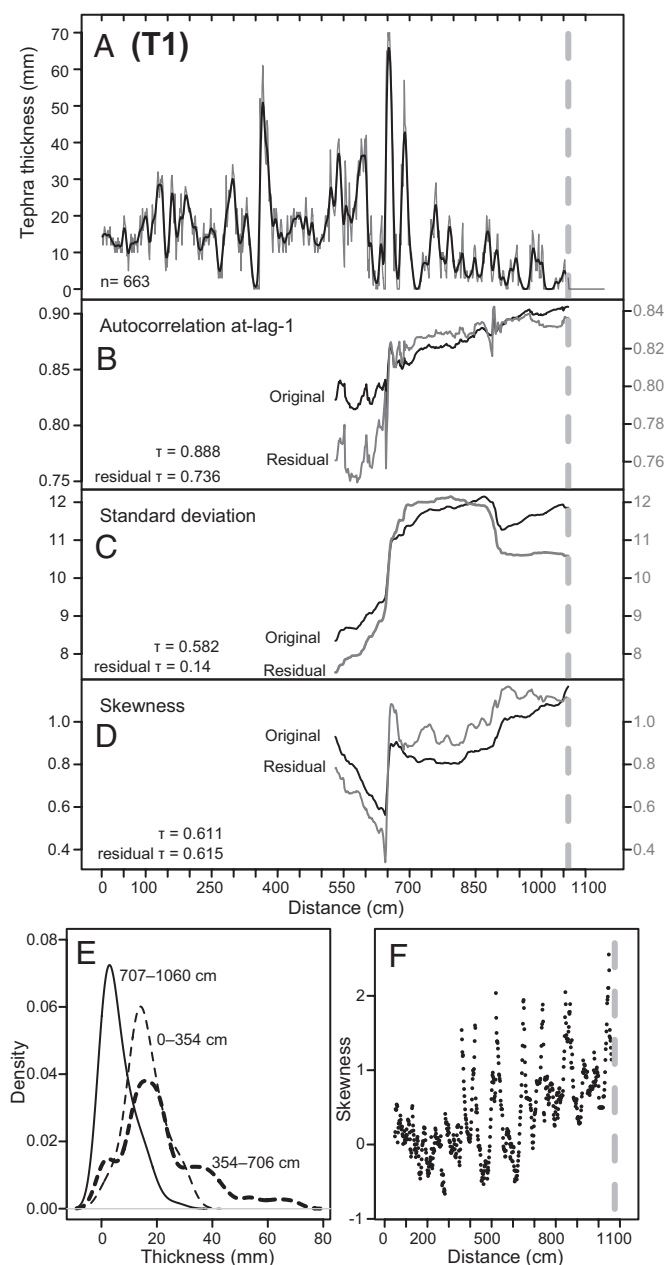 A (T1)
Tephra thickness (mm)
70
60
50
40
30
20
10
0
n= 663
0.90
0.85
0.80
0.75
Autocorrelation at-lag-1
B
Original
Residual
τ = 0.888
residual τ = 0.736
0.84
0.82
0.80
0.78
0.76
12
11
10
9
8
Standard deviation
C
Original
Residual
τ = 0.582
residual τ = 0.14
12
11
10
9
8
1.0
0.8
0.6
0.4
Skewness
D
Original
Residual
τ = 0.611
residual τ = 0.615
1.0
0.8
0.6
0.4
0 100 250 400 550 700 850 1000 1100
Distance (cm)
E
Density
0.08
0.06
0.04
0.02
0.00
707–1060 cm
0–354 cm
354–706 cm
0 20 40 60 80
Thickness (mm)
F
Skewness
2
1
0
-1
0 200 500 800 1100
Distance (cm)